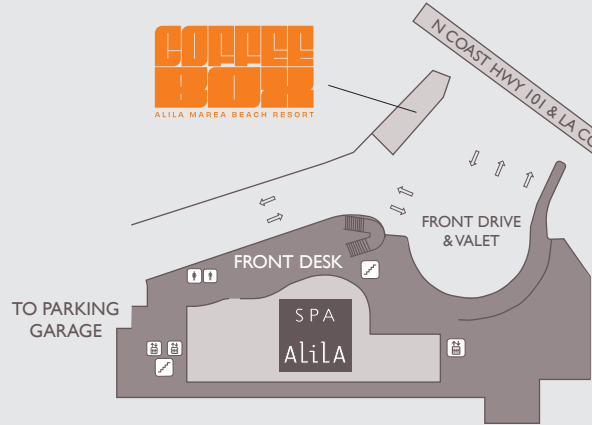 COFFEE
BOX
ALILA MAREA BEACH RESORT
N COAST HWY 101 & LA CO
FRONT DRIVE
& VALET
FRONT DESK
TO PARKING
GARAGE
SPA
ALiLA